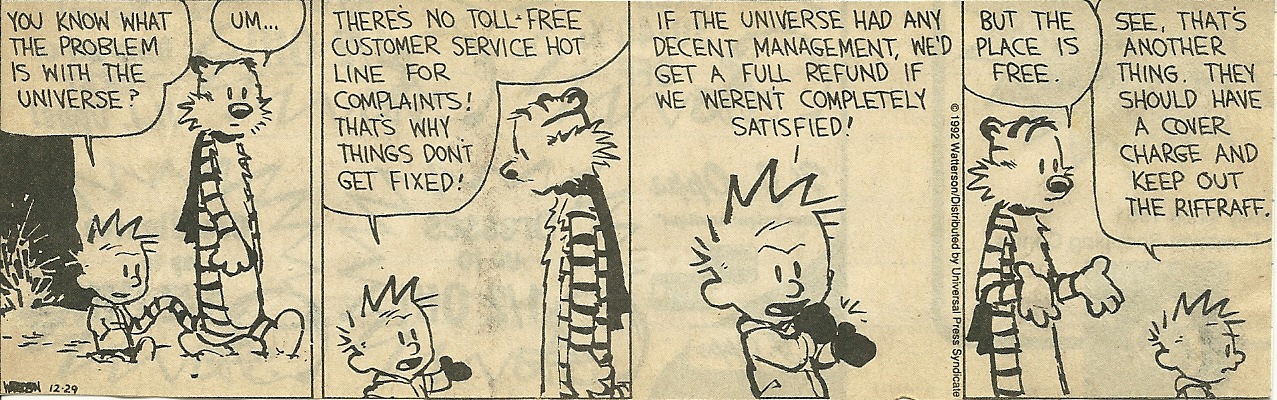 YOU KNOW WHAT
THE PROBLEM
IS WITH THE
UNIVERSE?
UM...
WATTERSON 12·29
THERE'S NO TOLL-FREE
CUSTOMER SERVICE HOT
LINE FOR
COMPLAINTS!
THAT'S WHY
THINGS DON'T
GET FIXED!
IF THE UNIVERSE HAD ANY
DECENT MANAGEMENT, WE'D
GET A FULL REFUND IF
WE WEREN'T COMPLETELY
SATISFIED!
© 1992 Watterson/Distributed by Universal Press Syndicate
BUT THE
PLACE IS
FREE.
SEE, THAT'S
ANOTHER
THING. THEY
SHOULD HAVE
A COVER
CHARGE AND
KEEP OUT
THE RIFFRAFF.